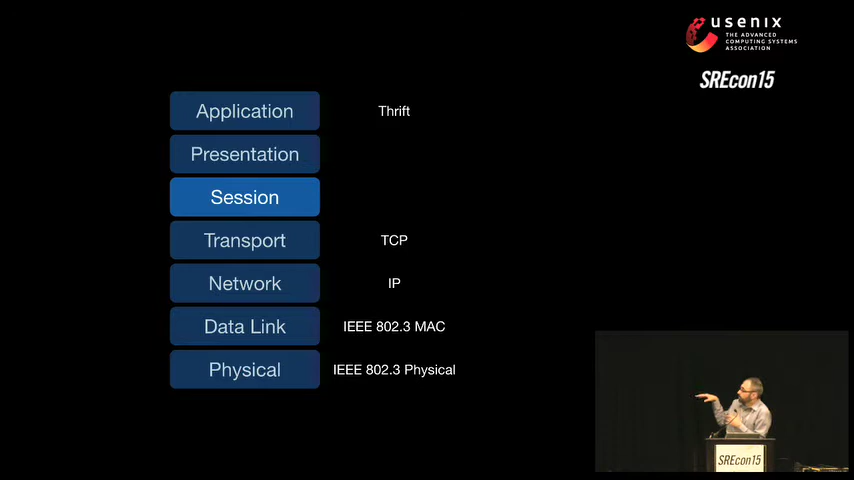 usenix
THE ADVANCED
COMPUTING SYSTEMS
ASSOCIATION
SREcon15
Application Thrift
Presentation
Session
Transport TCP
Network IP
Data Link IEEE 802.3 MAC
Physical IEEE 802.3 Physical
SREcon15